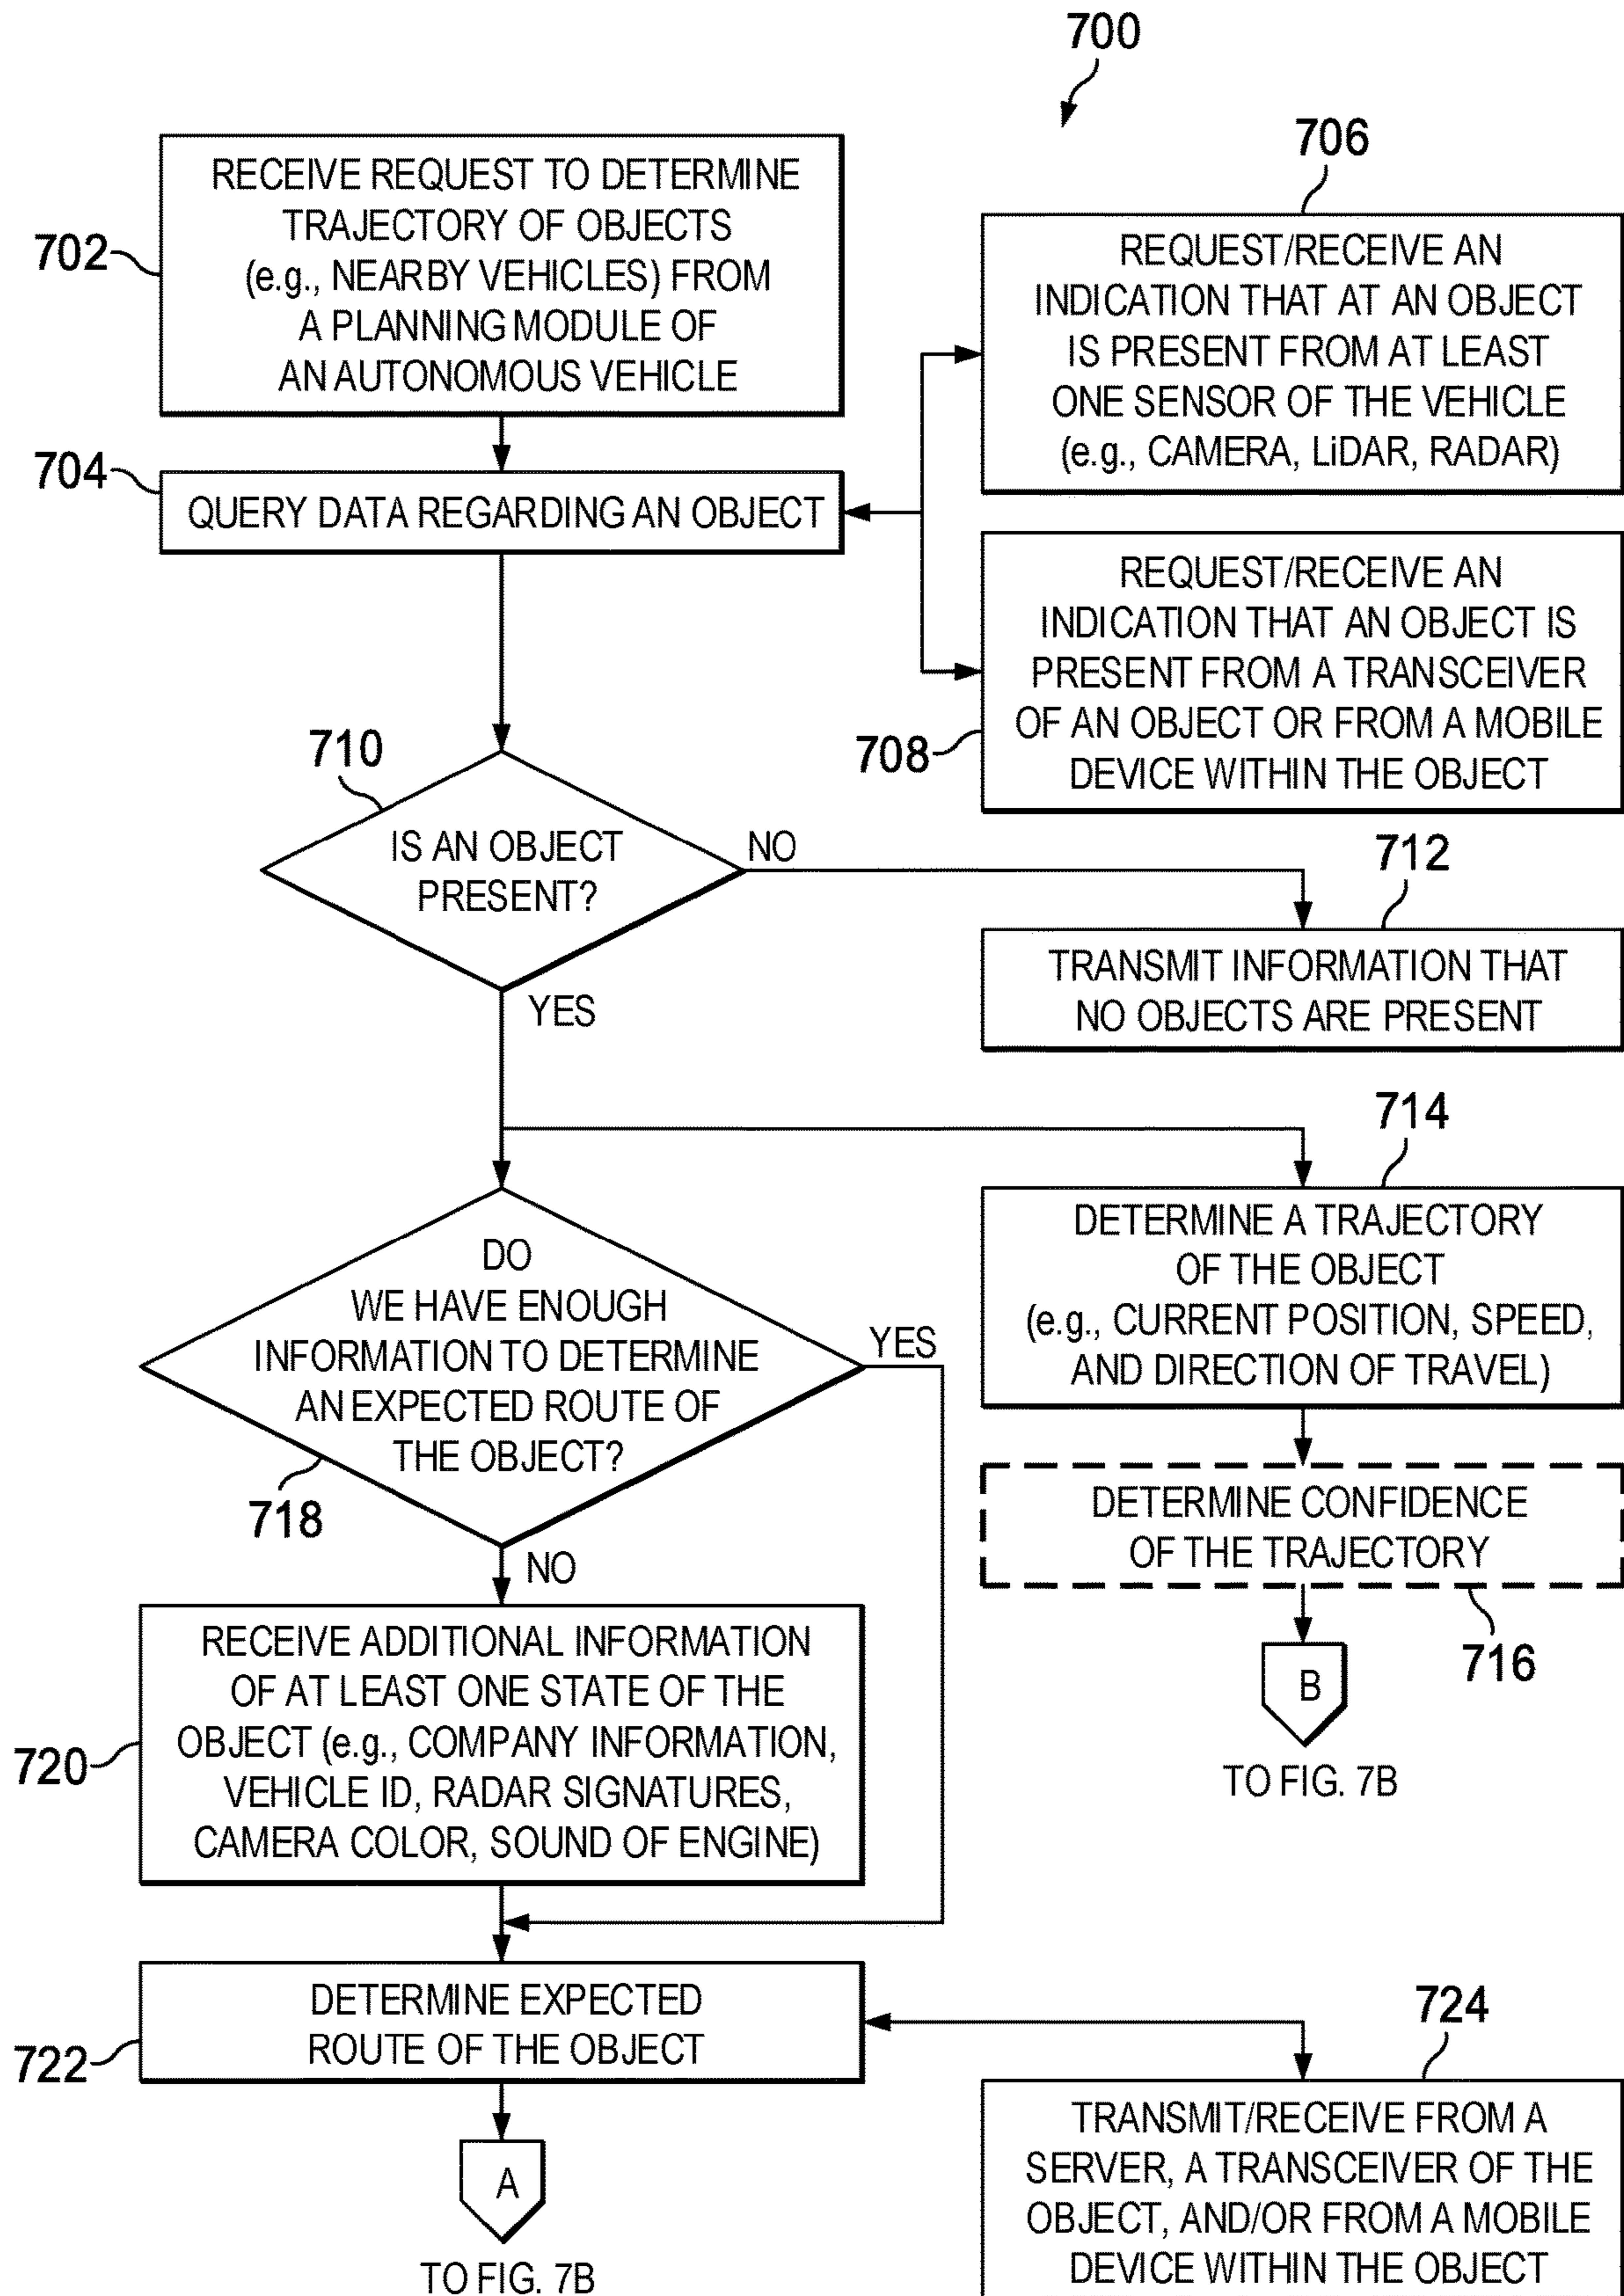 700
702
RECEIVE REQUEST TO DETERMINE
TRAJECTORY OF OBJECTS
(e.g., NEARBY VEHICLES) FROM
A PLANNING MODULE OF
AN AUTONOMOUS VEHICLE
704
QUERY DATA REGARDING AN OBJECT
706
REQUEST/RECEIVE AN
INDICATION THAT AT AN OBJECT
IS PRESENT FROM AT LEAST
ONE SENSOR OF THE VEHICLE
(e.g., CAMERA, LiDAR, RADAR)
708
REQUEST/RECEIVE AN
INDICATION THAT AN OBJECT IS
PRESENT FROM A TRANSCEIVER
OF AN OBJECT OR FROM A MOBILE
DEVICE WITHIN THE OBJECT
710
IS AN OBJECT
PRESENT?
NO
YES
712
TRANSMIT INFORMATION THAT
NO OBJECTS ARE PRESENT
714
DETERMINE A TRAJECTORY
OF THE OBJECT
(e.g., CURRENT POSITION, SPEED,
AND DIRECTION OF TRAVEL)
DETERMINE CONFIDENCE
OF THE TRAJECTORY
716
B
TO FIG. 7B
DO
WE HAVE ENOUGH
INFORMATION TO DETERMINE
AN EXPECTED ROUTE OF
THE OBJECT?
718
YES
NO
720
RECEIVE ADDITIONAL INFORMATION
OF AT LEAST ONE STATE OF THE
OBJECT (e.g., COMPANY INFORMATION,
VEHICLE ID, RADAR SIGNATURES,
CAMERA COLOR, SOUND OF ENGINE)
722
DETERMINE EXPECTED
ROUTE OF THE OBJECT
A
TO FIG. 7B
724
TRANSMIT/RECEIVE FROM A
SERVER, A TRANSCEIVER OF THE
OBJECT, AND/OR FROM A MOBILE
DEVICE WITHIN THE OBJECT